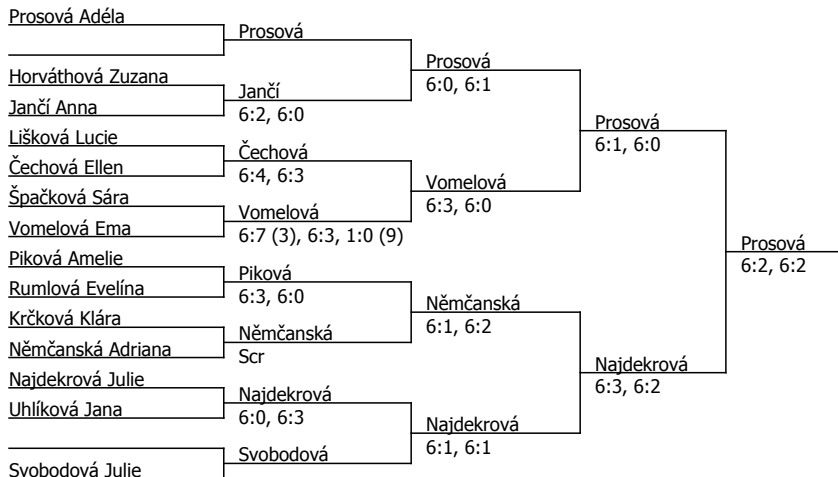 Prosová Adéla
Prosová
Horváthová Zuzana
Jančí Anna
Jančí
6:2, 6:0
Prosová
6:0, 6:1
Lišková Lucie
Čechová Ellen
Čechová
6:4, 6:3
Špačková Sára
Vomelová Ema
Vomelová
6:7 (3), 6:3, 1:0 (9)
Vomelová
6:3, 6:0
Prosová
6:1, 6:0
Piková Amelie
Rumlová Evelína
Piková
6:3, 6:0
Krčková Klára
Němčanská Adriana
Němčanská
Scr
Němčanská
6:1, 6:2
Najdekrová Julie
Uhlíková Jana
Najdekrová
6:0, 6:3
Svobodová Julie
Svobodová
Najdekrová
6:1, 6:1
Najdekrová
6:3, 6:2
Prosová
6:2, 6:2